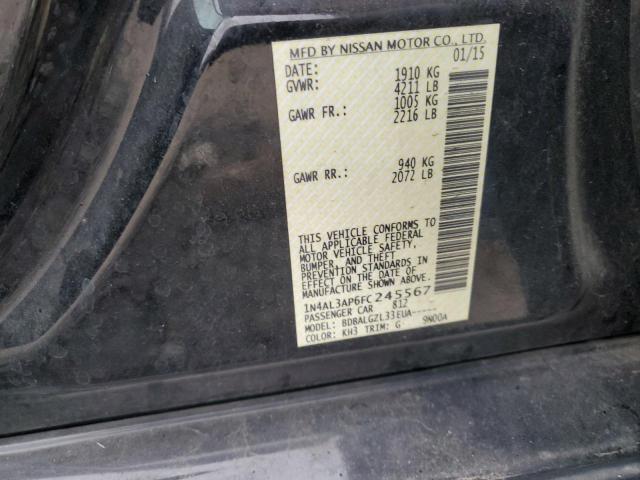 MFD BY NISSAN MOTOR CO., LTD.
DATE: 01/15
GVWR: 1910 KG
4211 LB
GAWR FR.: 1005 KG
2216 LB
GAWR RR.: 940 KG
2072 LB
THIS VEHICLE CONFORMS TO
ALL APPLICABLE FEDERAL
MOTOR VEHICLE SAFETY,
BUMPER, AND THEFT
PREVENTION STANDARDS IN
EFFECT ON THE DATE OF
MANUFACTURE SHOWN ABOVE.
1N4AL3AP6FC245567
PASSENGER CAR 812
MODEL: BDBALGZL33EUA-----
COLOR: KH3 TRIM: G 9N00A